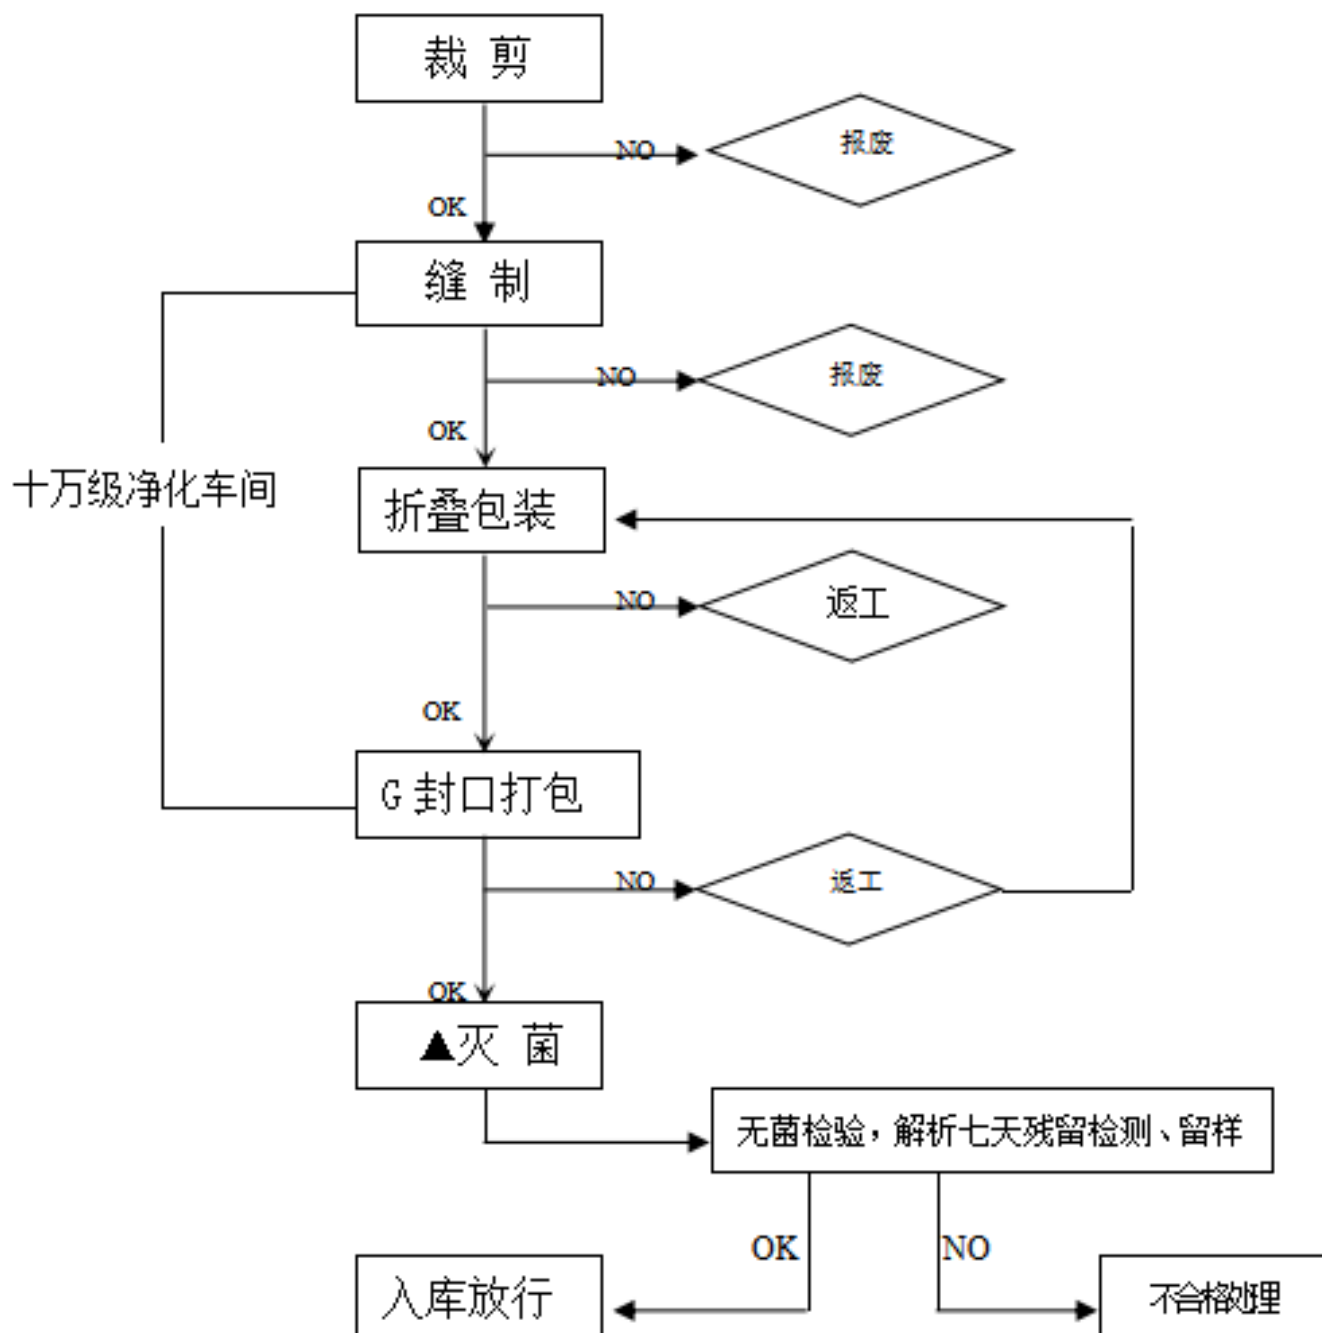 裁 剪
NO
报废
OK
缝 制
NO
报废
OK
十万级净化车间
折叠包装
NO
返工
OK
G封口打包
NO
返工
OK
▲灭 菌
无菌检验，解析七天残留检测、留样
OK
NO
入库放行
不合格处理